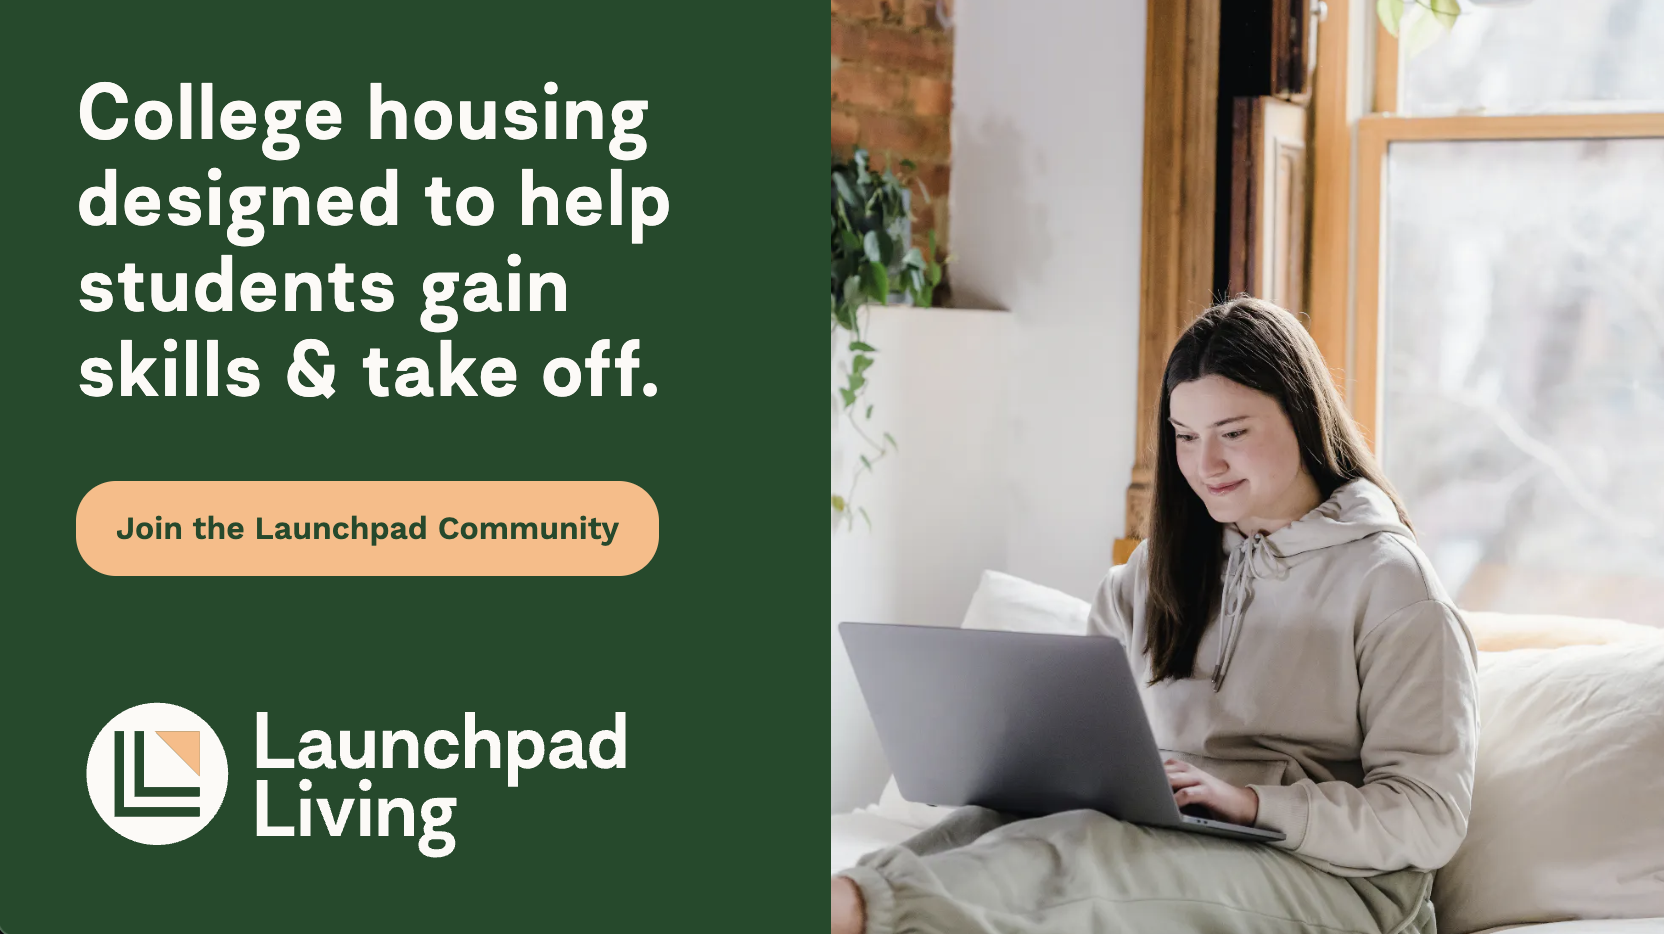 College housing
designed to help
students gain
skills & take off.
Join the Launchpad Community
Launchpad
Living